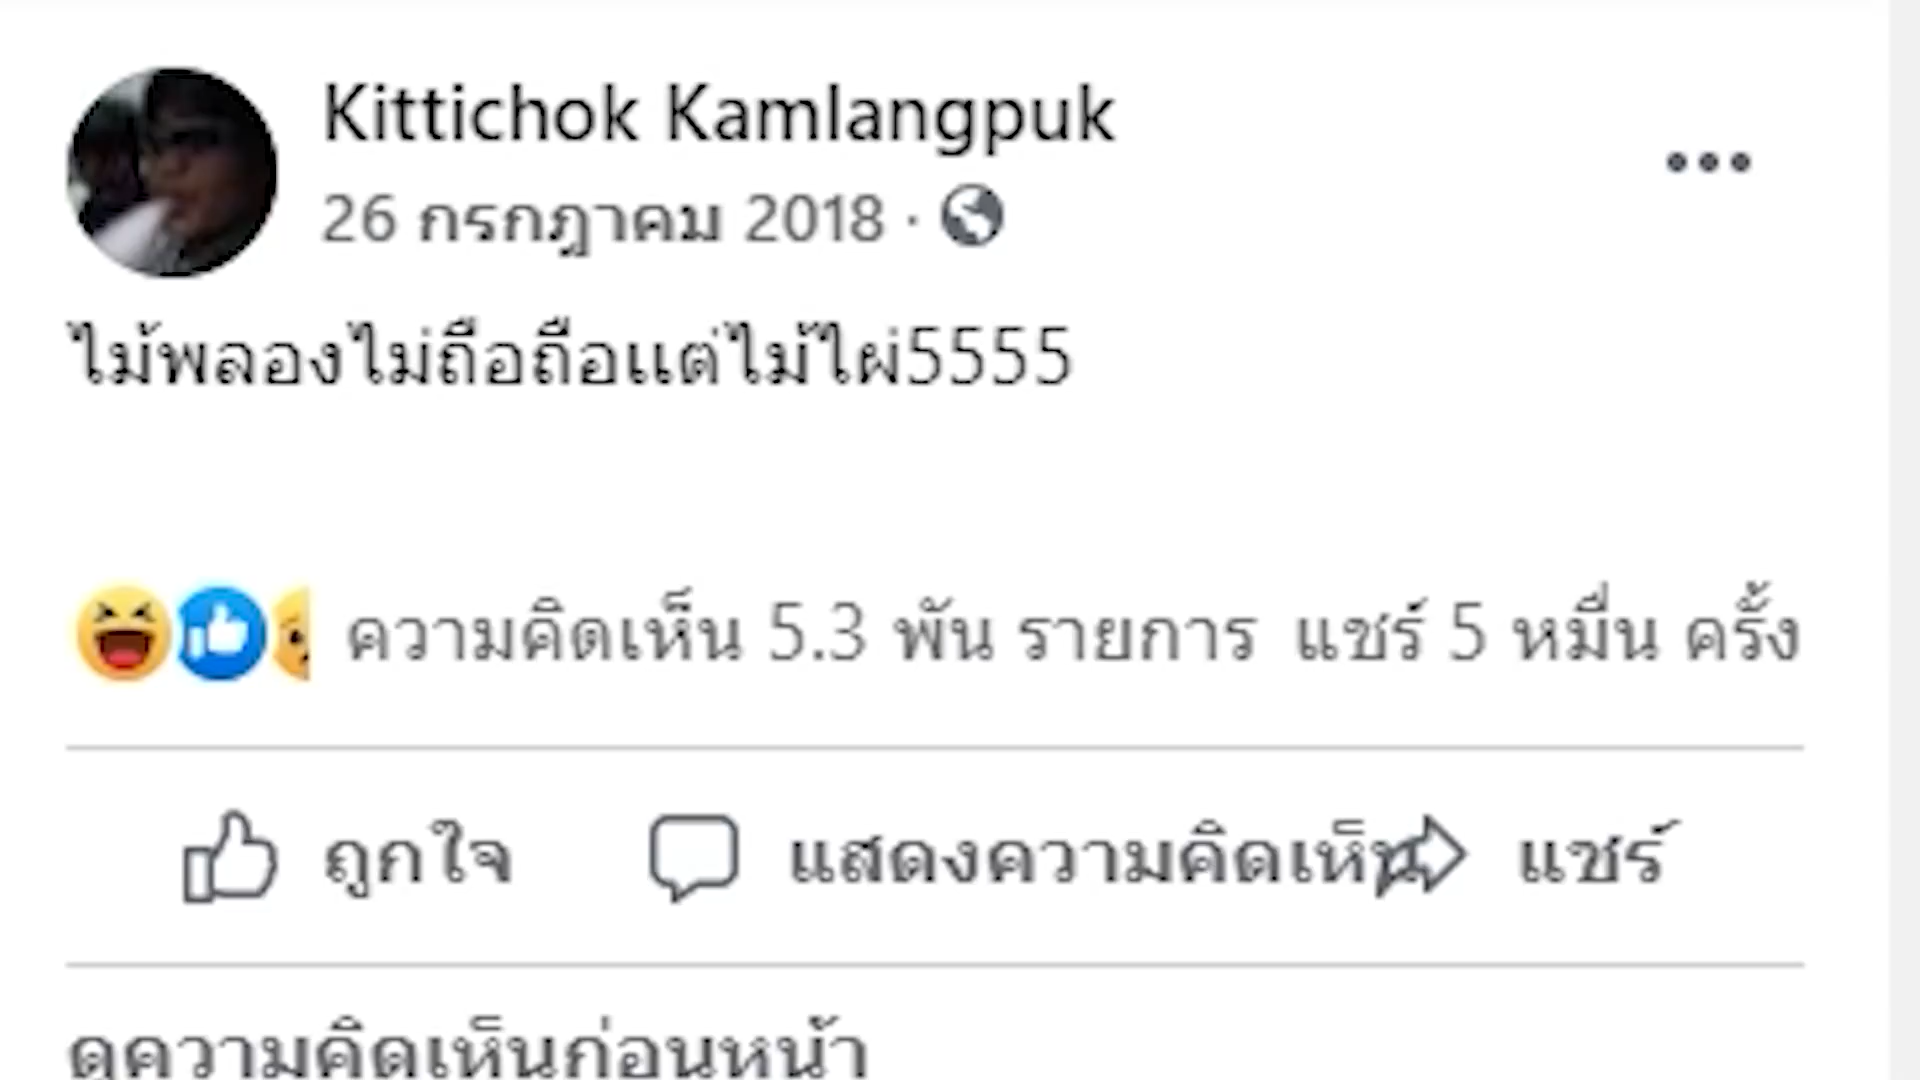 Kittichok Kamlangpuk
26 กรกฎาคม 2018 ·
ไม้พลองไม่ถือถือแต่ไม้ไผ่5555
ความคิดเห็น 5.3 พัน รายการ แชร์ 5 หมื่น ครั้ง
ถูกใจ แสดงความคิดเห็น แชร์
ดูความคิดเห็นก่อนหน้า